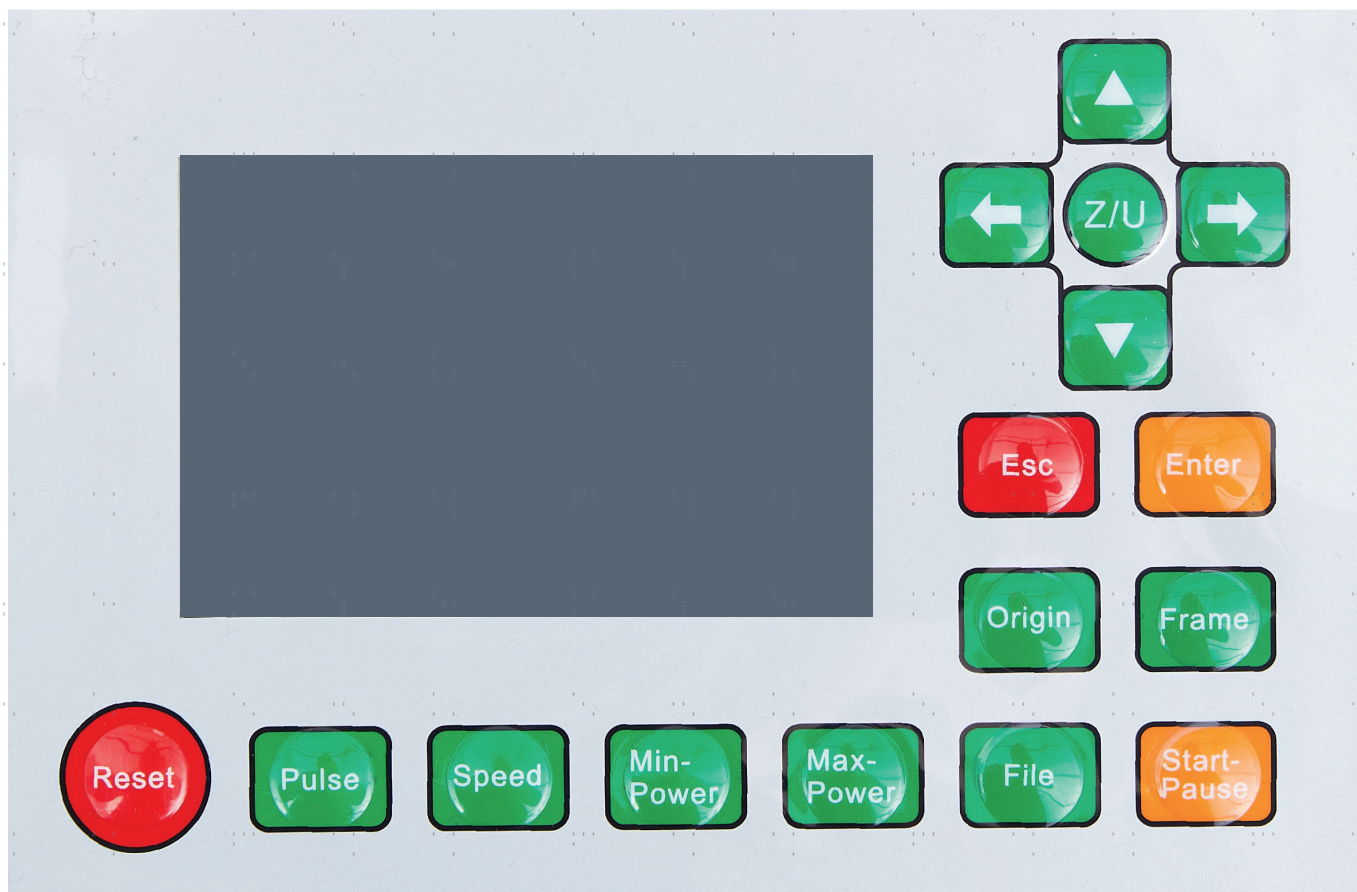 Z/U
Esc
Enter
Origin
Frame
Reset
Pulse
Speed
Min-
Power
Max-
Power
File
Start-
Pause